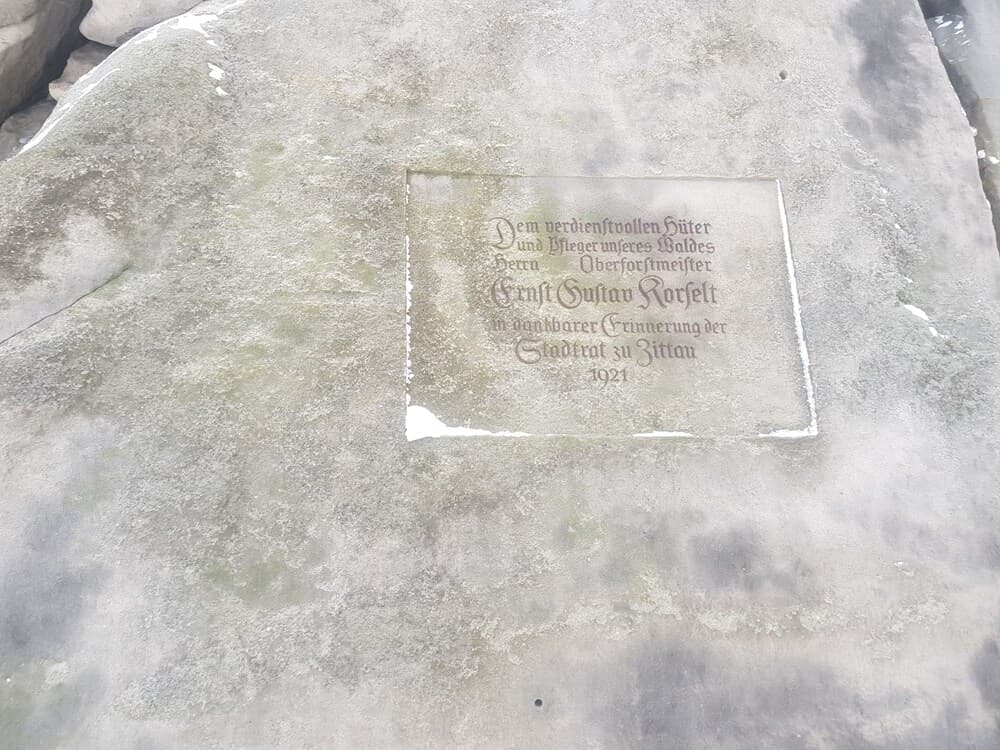 Dem verdienstvollen Hüter
und Pfleger unseres Waldes
Herrn Oberforstmeister
Ernst Gustav Korselt
in dankbarer Erinnerung der
Stadtrat zu Zittau
1921